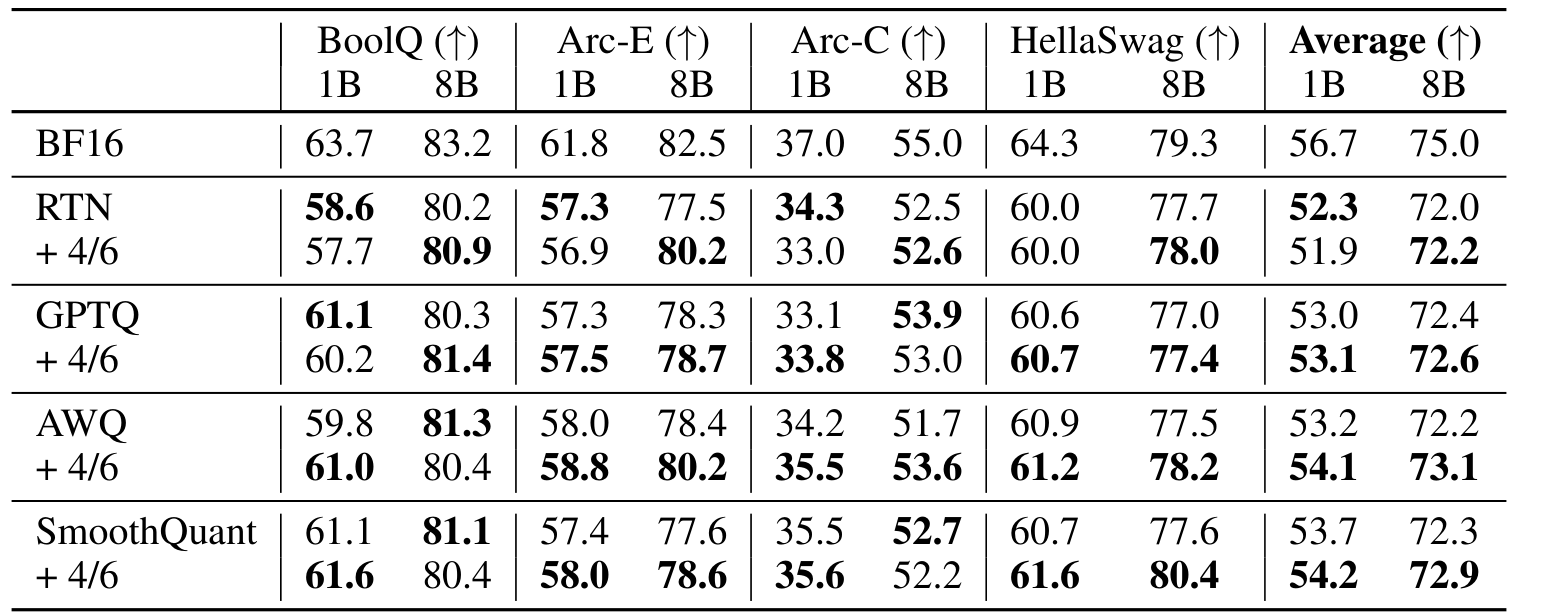 BoolQ (↑) Arc-E (↑) Arc-C (↑) HellaSwag (↑) Average (↑)
1B 8B 1B 8B 1B 8B 1B 8B 1B 8B
BF16 63.7 83.2 61.8 82.5 37.0 55.0 64.3 79.3 56.7 75.0
RTN 58.6 80.2 57.3 77.5 34.3 52.5 60.0 77.7 52.3 72.0
+ 4/6 57.7 80.9 56.9 80.2 33.0 52.6 60.0 78.0 51.9 72.2
GPTQ 61.1 80.3 57.3 78.3 33.1 53.9 60.6 77.0 53.0 72.4
+ 4/6 60.2 81.4 57.5 78.7 33.8 53.0 60.7 77.4 53.1 72.6
AWQ 59.8 81.3 58.0 78.4 34.2 51.7 60.9 77.5 53.2 72.2
+ 4/6 61.0 80.4 58.8 80.2 35.5 53.6 61.2 78.2 54.1 73.1
SmoothQuant 61.1 81.1 57.4 77.6 35.5 52.7 60.7 77.6 53.7 72.3
+ 4/6 61.6 80.4 58.0 78.6 35.6 52.2 61.6 80.4 54.2 72.9